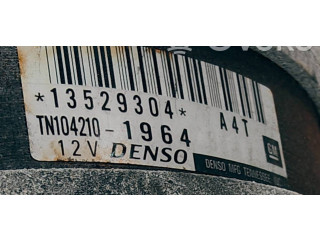 *13529304* A4T
TN104210-1964 GM
12V DENSO DENSO MFG TENNESSEE